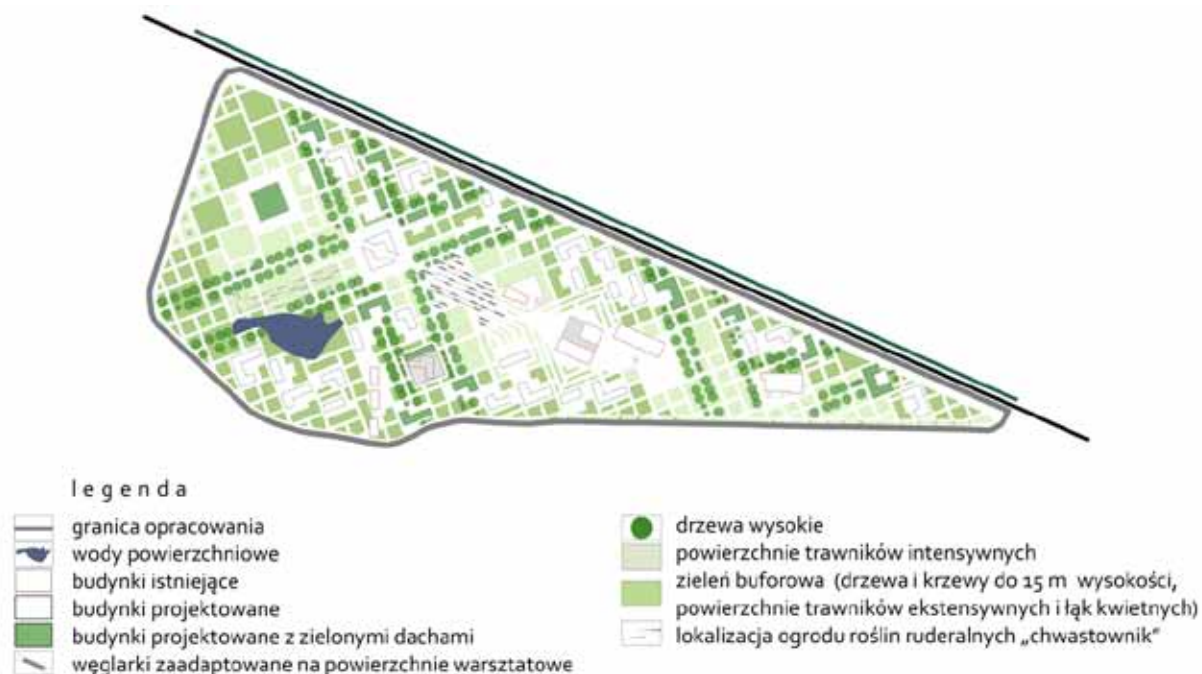 legenda
granica opracowania
wody powierzchniowe
budynki istniejące
budynki projektowane
budynki projektowane z zielonymi dachami
węglarki zaadaptowane na powierzchnie warsztatowe
drzewa wysokie
powierzchnie trawników intensywnych
zieleń buforowa (drzewa i krzewy do 15 m wysokości,
powierzchnie trawników ekstensywnych i łąk kwietnych)
lokalizacja ogrodu roślin ruderalnych „chwastownik"